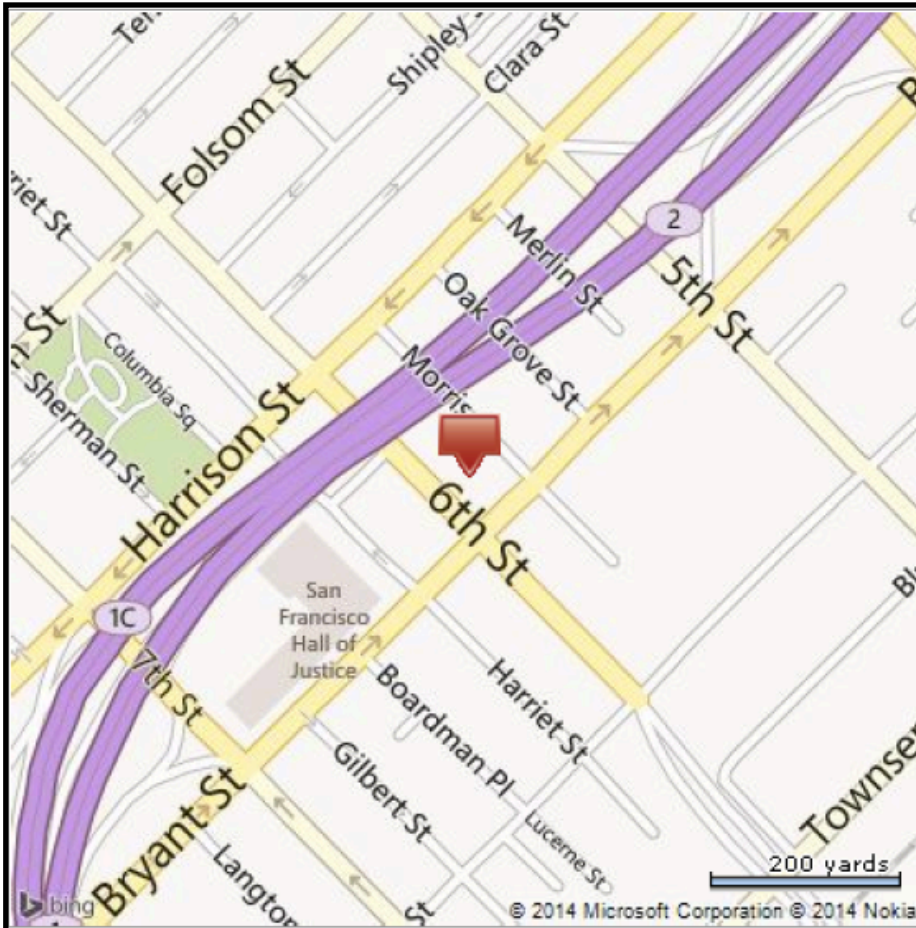 Shipley
Clara St
Folsom St
2
Merlin St
Oak Grove St
5th St
Morris
Columbia Sq
Sherman St
Harrison St
6th St
San
Francisco
Hall of
Justice
1C
7th St
Harriet St
Boardman Pl
Gilbert St
Lucerne St
Bryant St
Langton
200 yards
bing
© 2014 Microsoft Corporation © 2014 Nokia